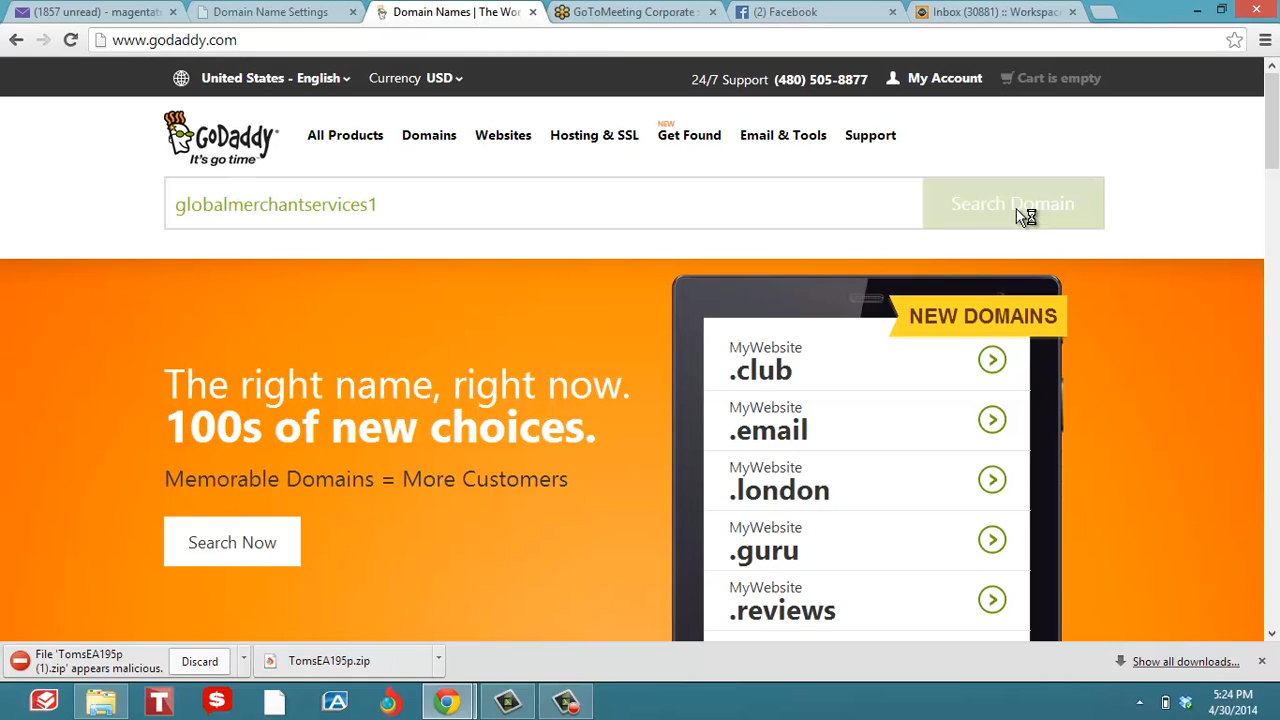 (1857 unread) - magentat
Domain Name Settings
Domain Names | The Wor
GoToMeeting Corporate
(2) Facebook
Inbox (30881) :: Workspac
www.godaddy.com
United States - English
Currency USD
24/7 Support (480) 505-8877
My Account
Cart is empty
GoDaddy
It's go time
All Products
Domains
Websites
Hosting & SSL
NEW
Get Found
Email & Tools
Support
globalmerchantservices1
Search Domain
The right name, right now.
100s of new choices.
Memorable Domains = More Customers
Search Now
NEW DOMAINS
MyWebsite
.club
MyWebsite
.email
MyWebsite
.london
MyWebsite
.guru
MyWebsite
.reviews
File 'TomsEA195p
(1).zip' appears malicious.
Discard
TomsEA195p.zip
Show all downloads...
5:24 PM
4/30/2014